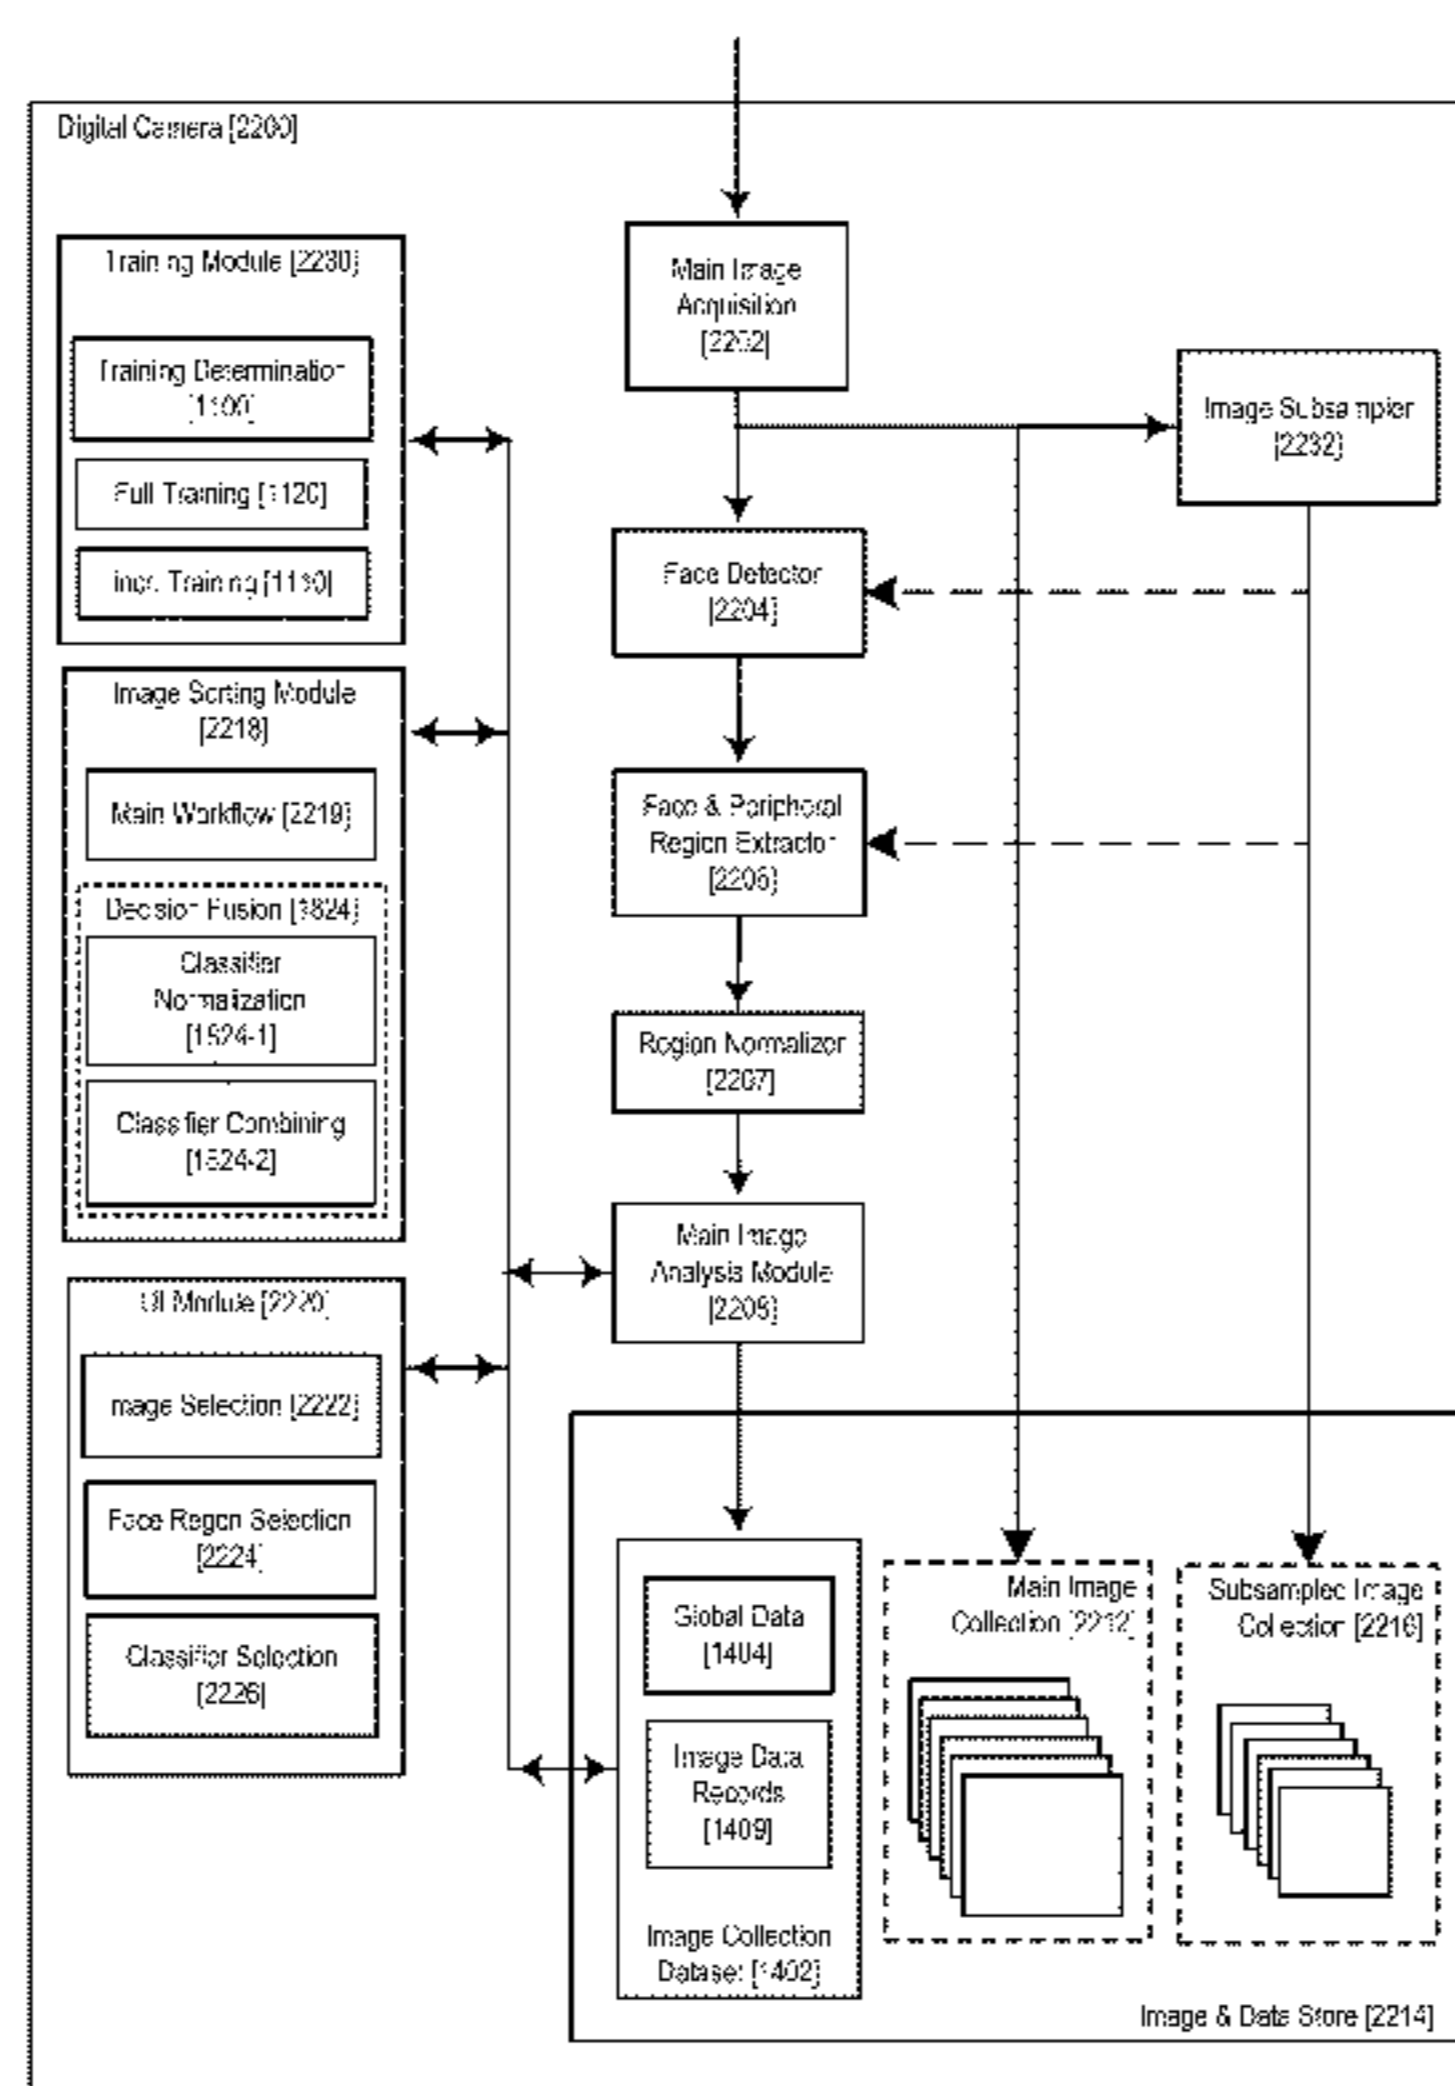 Digital Camera [2200]
Training Module [2230]
Training Determination
[1100]
Full Training [1120]
Incr. Training [1130]
Image Sorting Module
[2218]
Main Workflow [2219]
Decision Fusion [1824]
Classifier
Normalization
[1824-1]
Classifier Combining
[1824-2]
UI Module [2220]
Image Selection [2222]
Face Region Selection
[2224]
Classifier Selection
[2226]
Main Image
Acquisition
[2202]
Image Subsampler
[2232]
Face Detector
[2204]
Face & Peripheral
Region Extractor
[2206]
Region Normalizer
[2207]
Main Image
Analysis Module
[2208]
Global Data
[1404]
Image Data
Records
[1409]
Image Collection
Dataset [1402]
Main Image
Collection [2212]
Subsampled Image
Collection [2216]
Image & Data Store [2214]